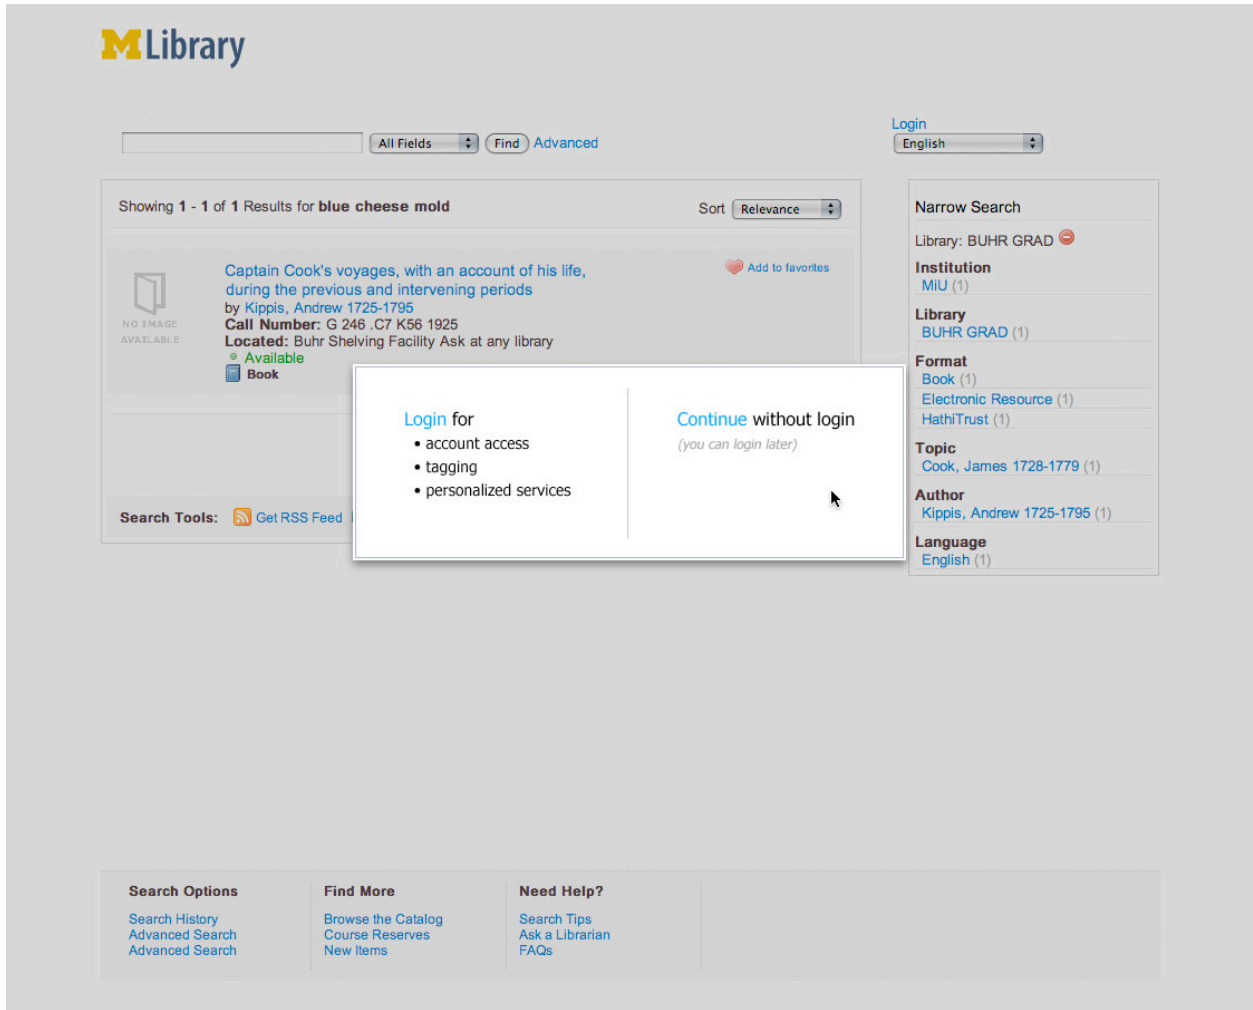 MLibrary
Login
All Fields Find Advanced English
Showing 1 - 1 of 1 Results for blue cheese mold Sort Relevance
Captain Cook's voyages, with an account of his life,
during the previous and intervening periods
by Kippis, Andrew 1725-1795
Call Number: G 246 .C7 K56 1925
Located: Buhr Shelving Facility Ask at any library
Available
Book
NO IMAGE
AVAILABLE
Add to favorites
Login for
• account access
• tagging
• personalized services
Continue without login
(you can login later)
Search Tools: Get RSS Feed
Narrow Search
Library: BUHR GRAD
Institution
MiU (1)
Library
BUHR GRAD (1)
Format
Book (1)
Electronic Resource (1)
HathiTrust (1)
Topic
Cook, James 1728-1779 (1)
Author
Kippis, Andrew 1725-1795 (1)
Language
English (1)
Search Options
Search History
Advanced Search
Advanced Search
Find More
Browse the Catalog
Course Reserves
New Items
Need Help?
Search Tips
Ask a Librarian
FAQs